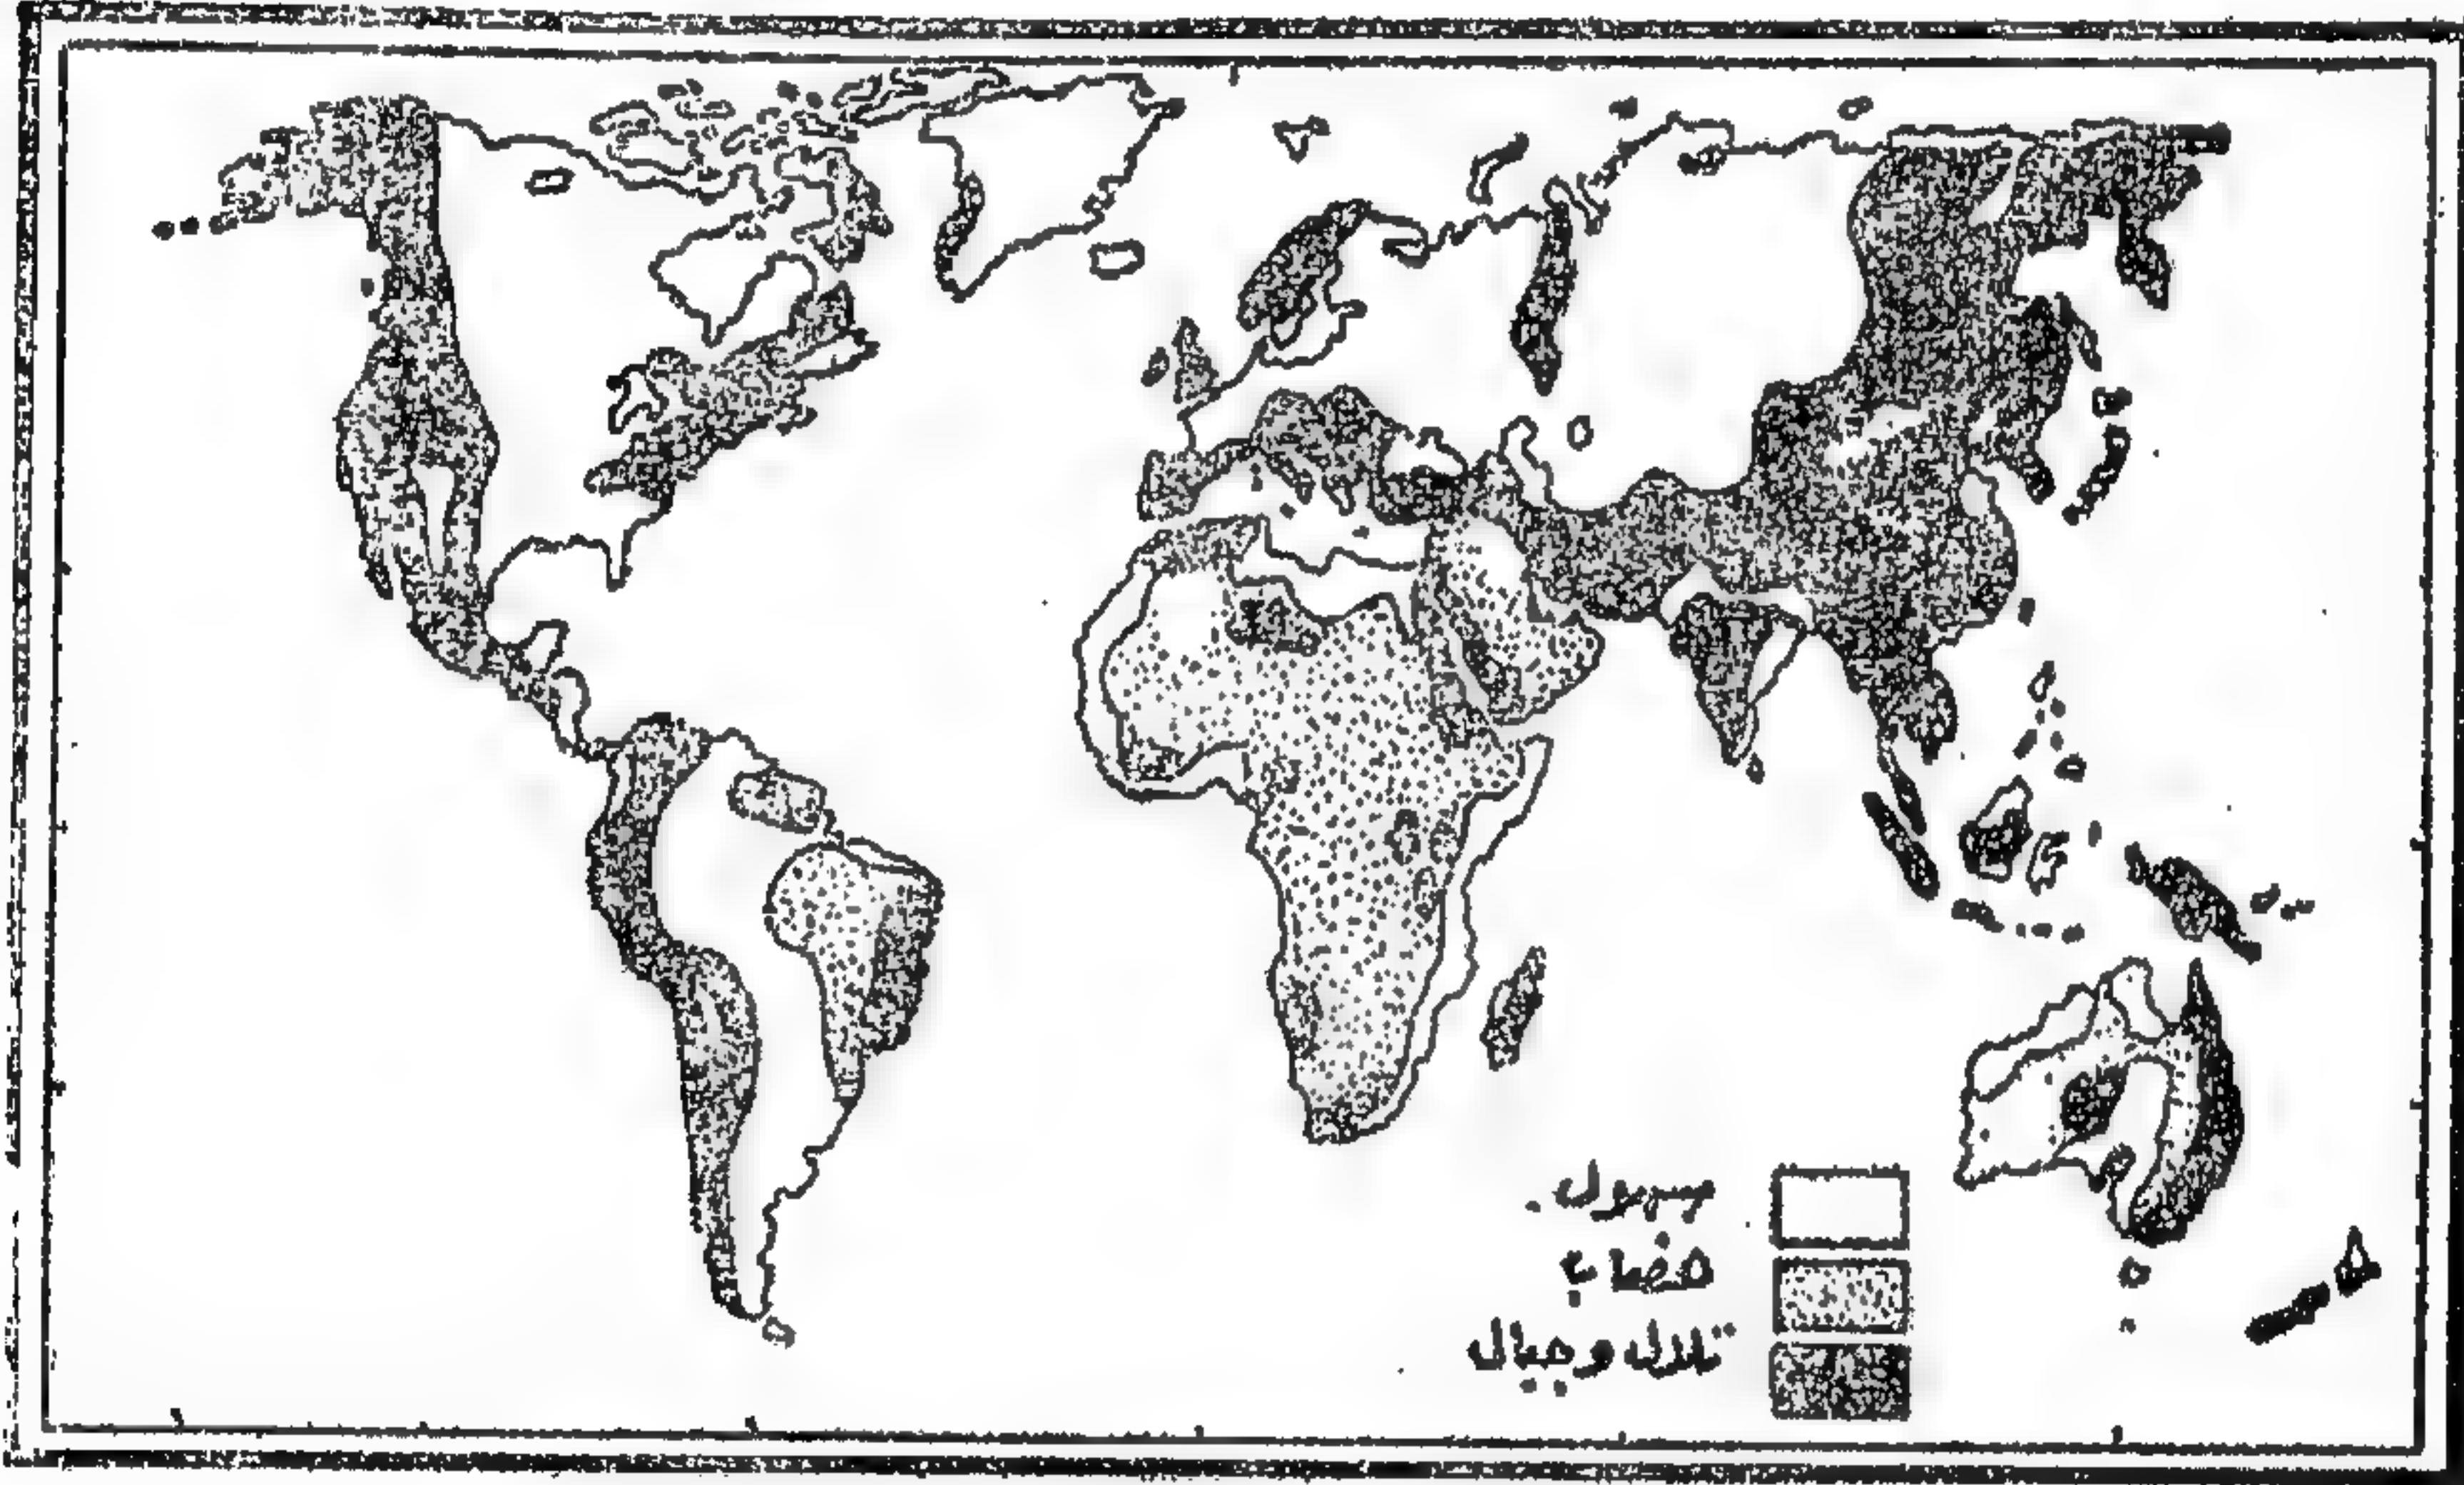 سهول
هضاب
تلال وجبال